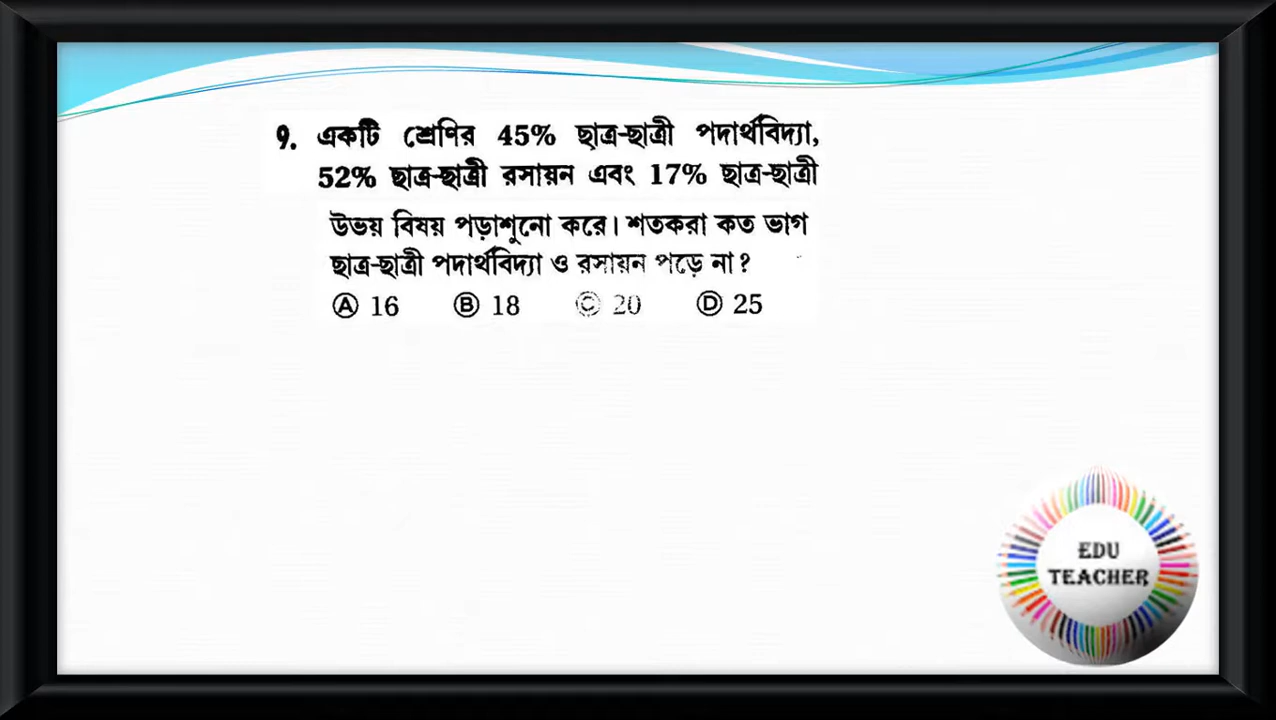 9. একটি শ্রেণির 45% ছাত্র-ছাত্রী পদার্থবিদ্যা,
52% ছাত্র-ছাত্রী রসায়ন এবং 17% ছাত্র-ছাত্রী
উভয় বিষয় পড়াশুনো করে। শতকরা কত ভাগ
ছাত্র-ছাত্রী পদার্থবিদ্যা ও রসায়ন পড়ে না?
Ⓐ 16 Ⓑ 18 Ⓒ 20 Ⓓ 25
EDU
TEACHER